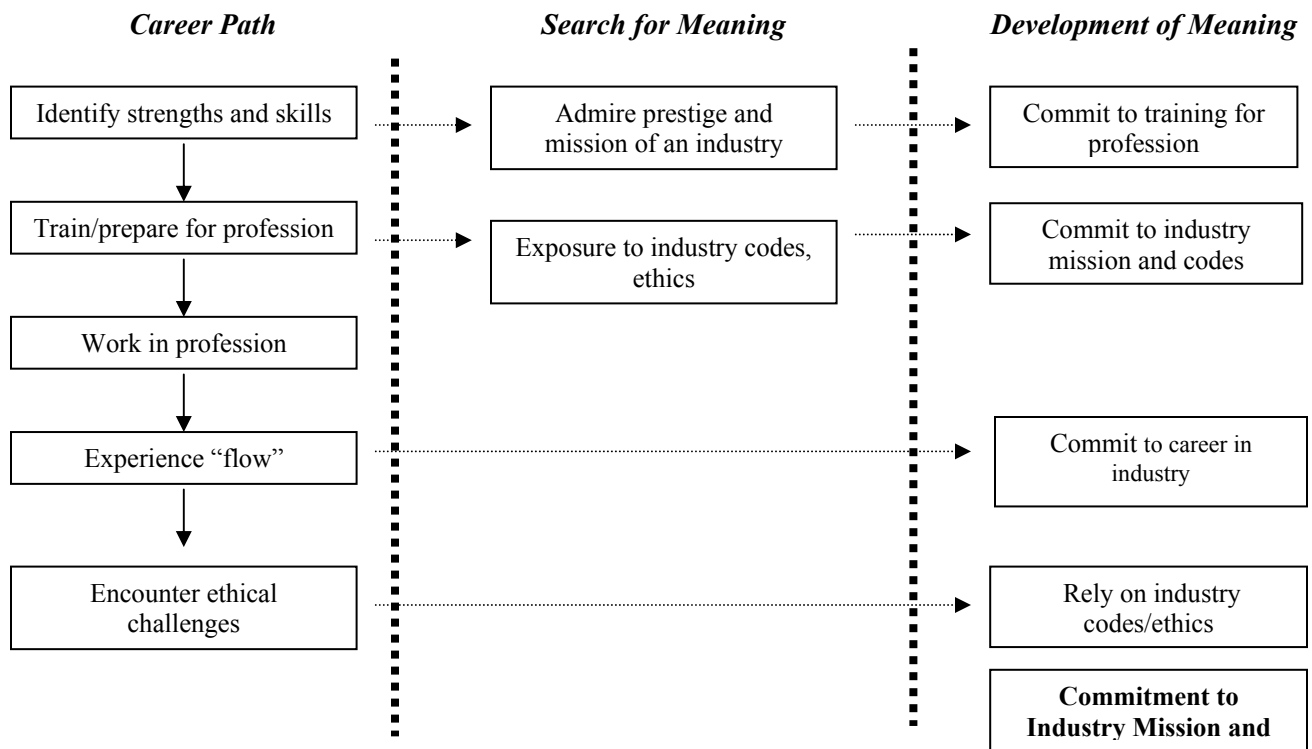 Career Path
Search for Meaning
Development of Meaning
Identify strengths and skills
Admire prestige and
mission of an industry
Commit to training for
profession
Train/prepare for profession
Exposure to industry codes,
ethics
Commit to industry
mission and codes
Work in profession
Experience “flow”
Commit to career in
industry
Encounter ethical
challenges
Rely on industry
codes/ethics
Commitment to
Industry Mission and